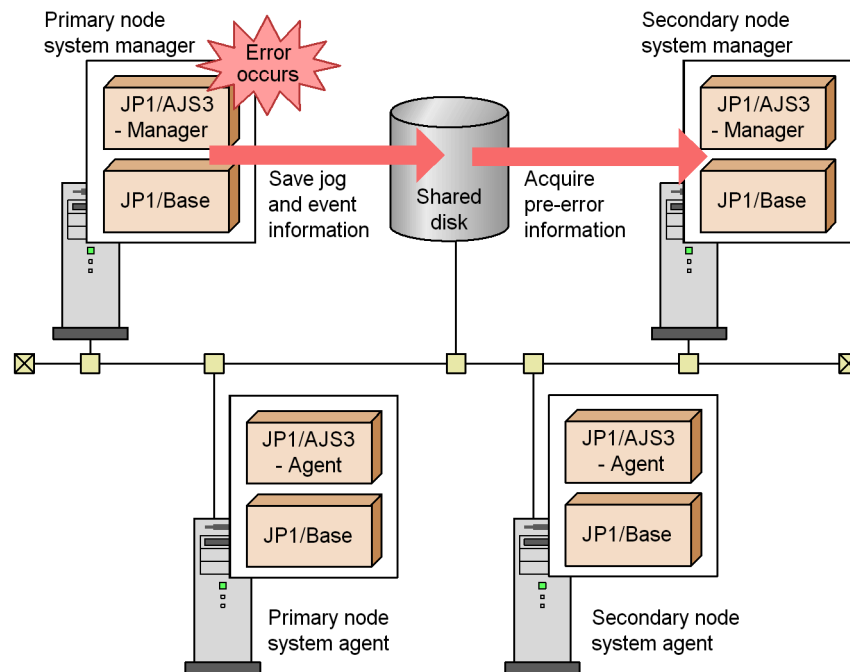 Primary node
system manager
Secondary node
system manager
Error
occurs
JP1/AJS3
- Manager
JP1/Base
Save jog
and event
information
Shared
disk
Acquire
pre-error
information
JP1/AJS3
- Manager
JP1/Base
JP1/AJS3
- Agent
JP1/Base
Primary node
system agent
JP1/AJS3
- Agent
JP1/Base
Secondary node
system agent